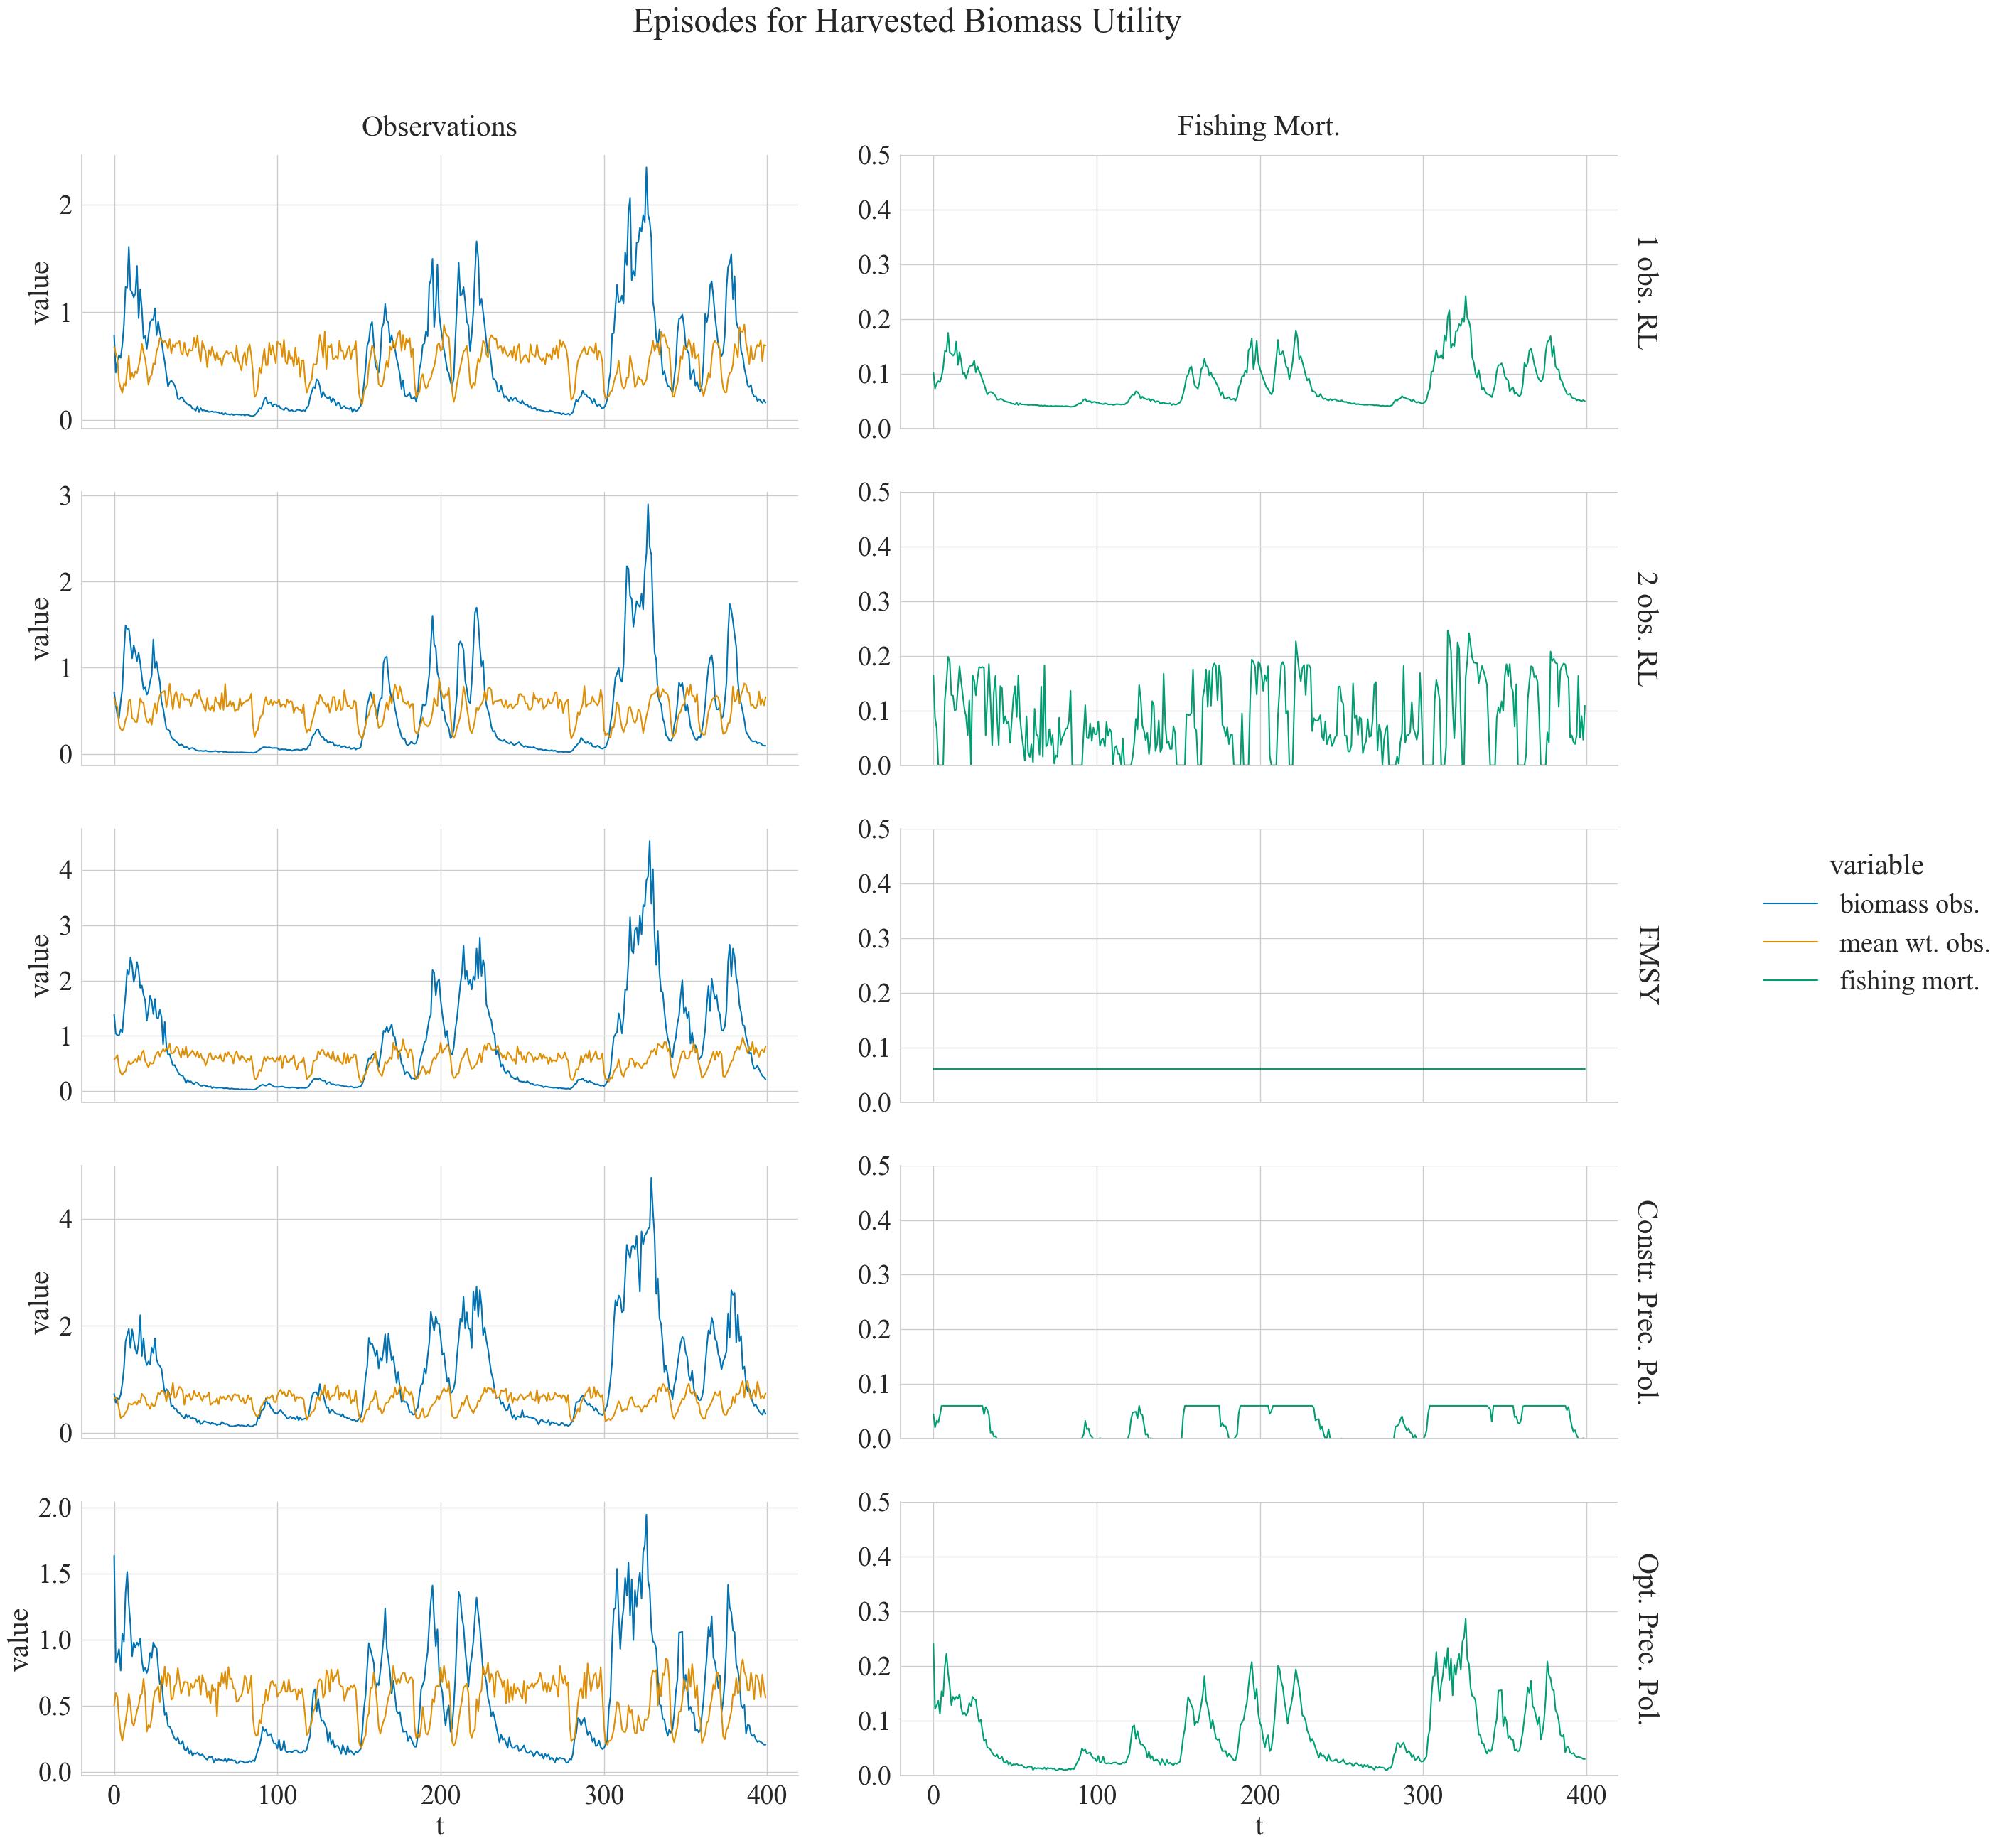 Episodes for Harvested Biomass Utility
Observations
Fishing Mort.
value
2
1
0
0.5
0.4
0.3
0.2
0.1
0.0
1 obs. RL
value
3
2
1
0
0.5
0.4
0.3
0.2
0.1
0.0
2 obs. RL
value
4
3
2
1
0
0.5
0.4
0.3
0.2
0.1
0.0
FMSY
variable
biomass obs.
mean wt. obs.
fishing mort.
value
4
2
0
0.5
0.4
0.3
0.2
0.1
0.0
Constr. Prec. Pol.
value
2.0
1.5
1.0
0.5
0.0
0.5
0.4
0.3
0.2
0.1
0.0
Opt. Prec. Pol.
0 100 200 300 400
t
0 100 200 300 400
t